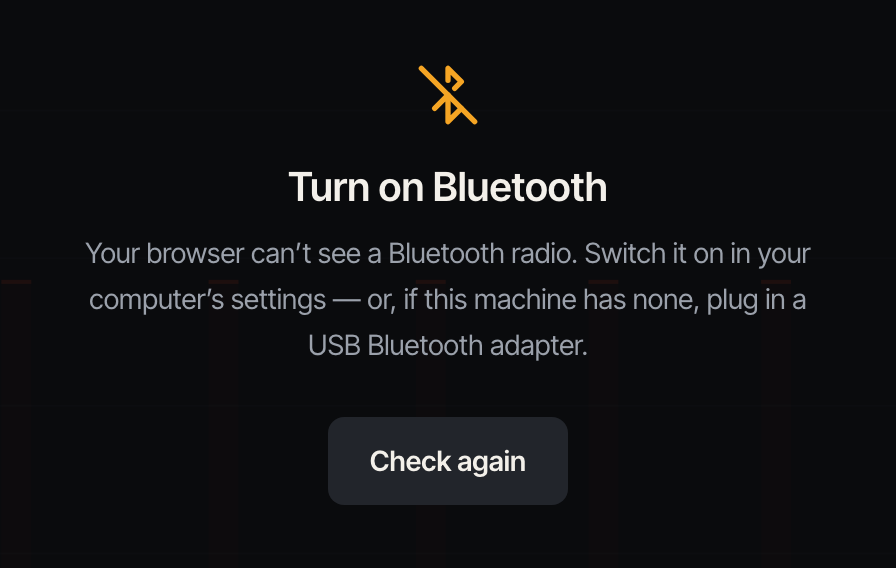 Turn on Bluetooth
Your browser can’t see a Bluetooth radio. Switch it on in your
computer’s settings — or, if this machine has none, plug in a
USB Bluetooth adapter.
Check again